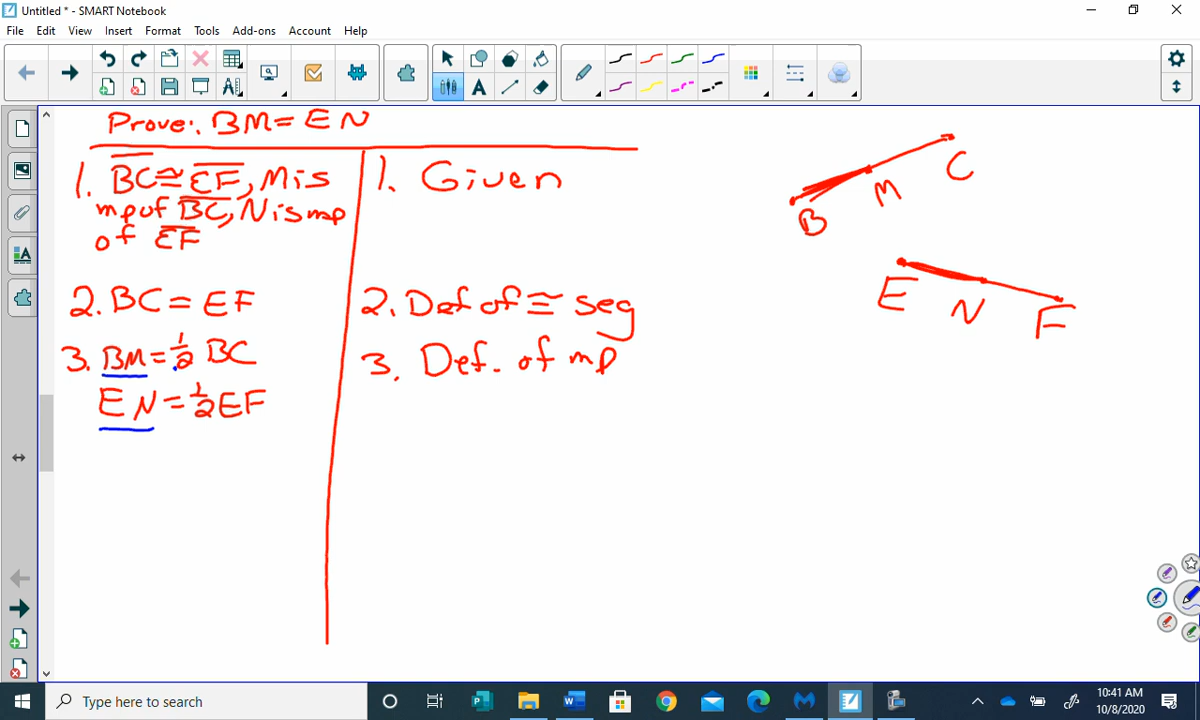 Untitled * - SMART Notebook
File Edit View Insert Format Tools Add-ons Account Help
Prove: BM = EN
1. BC ≅ EF, M is
mp of BC, N is mp
of EF
1. Given
2. BC = EF
2. Def of ≅ seg
3. BM = 1/2 BC
EN = 1/2 EF
3. Def. of mp
B
M
C
E
N
F
Type here to search
10:41 AM
10/8/2020